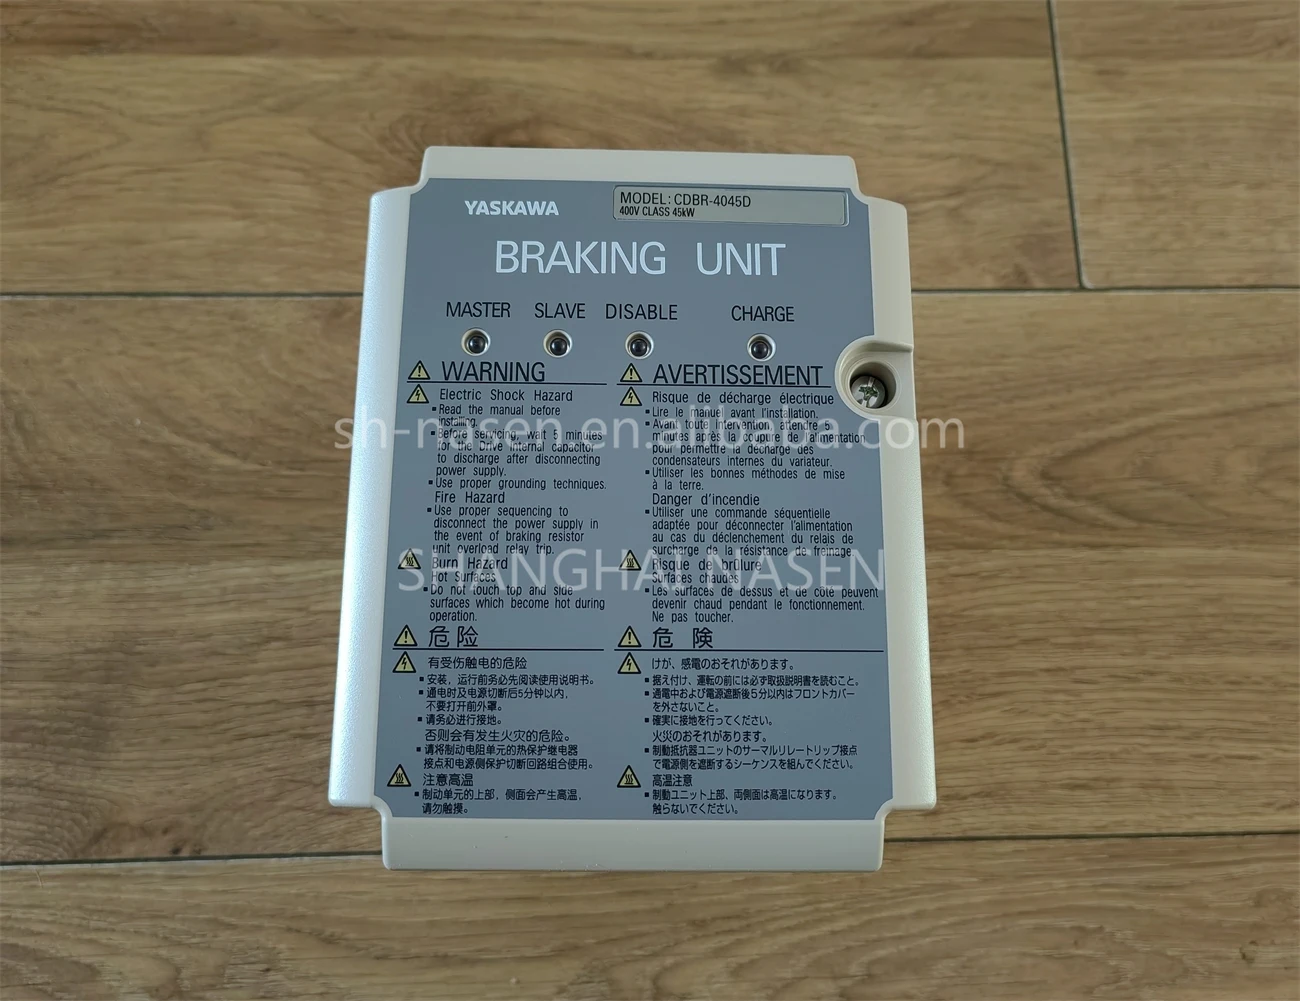 YASKAWA
MODEL: CDBR-4045D
400V CLASS 45kW
BRAKING UNIT
MASTER SLAVE DISABLE CHARGE
WARNING
Electric Shock Hazard
▪ Read the manual before
installing.
▪ Before servicing, wait 5 minutes
for the Drive internal capacitor
to discharge after disconnecting
power supply.
▪ Use proper grounding techniques.
Fire Hazard
▪ Use proper sequencing to
disconnect the power supply in
the event of braking resistor
unit overload relay trip.
Burn Hazard
Hot Surfaces
▪ Do not touch top and side
surfaces which become hot during
operation.
AVERTISSEMENT
Risque de décharge électrique
▪ Lire le manuel avant l'installation.
▪ Avant toute intervention, attendre 5
minutes après la coupure de l'alimentation
pour permettre la décharge des
condensateurs internes du variateur.
▪ Utiliser les bonnes méthodes de mise
à la terre.
Danger d'incendie
▪ Utiliser une commande séquentielle
adaptée pour déconnecter l'alimentation
au cas du déclenchement du relais de
surcharge de la résistance de freinage.
Risque de brûlure
Surfaces chaudes
▪ Les surfaces de dessus et de côté peuvent
devenir chaud pendant le fonctionnement.
Ne pas toucher.
危险
有受伤触电的危险
▪ 安装，运行前务必先阅读使用说明书。
▪ 通电时及电源切断后5分钟以内，
不要打开前外罩。
▪ 请务必进行接地。
否则会有发生火灾的危险。
▪ 请将制动电阻单元的热保护继电器
接点和电源侧保护切断回路组合使用。
注意高温
▪ 制动单元的上部，侧面会产生高温，
请勿触摸。
危険
けが、感電のおそれがあります。
▪ 据え付け、運転の前には必ず取扱説明書を読むこと。
▪ 通電中および電源遮断後５分以内はフロントカバー
を外さないこと。
▪ 確実に接地を行ってください。
火災のおそれがあります。
▪ 制動抵抗器ユニットのサーマルリレートリップ接点
で電源側を遮断するシーケンスを組んでください。
高温注意
▪ 制動ユニット上部、両側面は高温になります。
触らないでください。
sh-nasen.en.alibaba.com
SHANGHAI NASEN